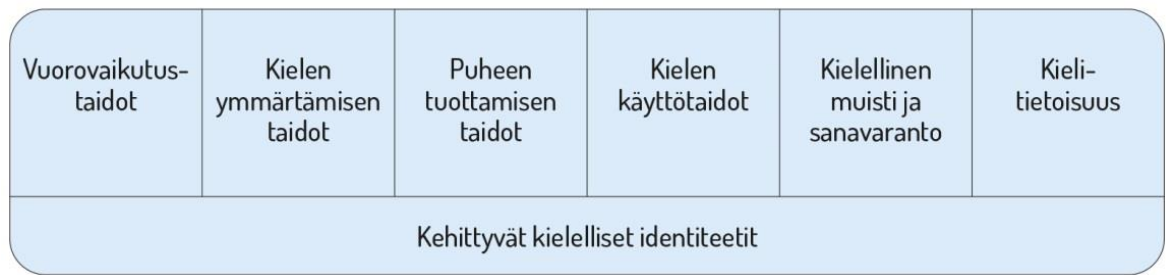 Vuorovaikutus-
taidot
Kielen
ymmärtämisen
taidot
Puheen
tuottamisen
taidot
Kielen
käyttötaidot
Kielellinen
muisti ja
sanavaranto
Kieli-
tietoisuus
Kehittyvät kielelliset identiteetit